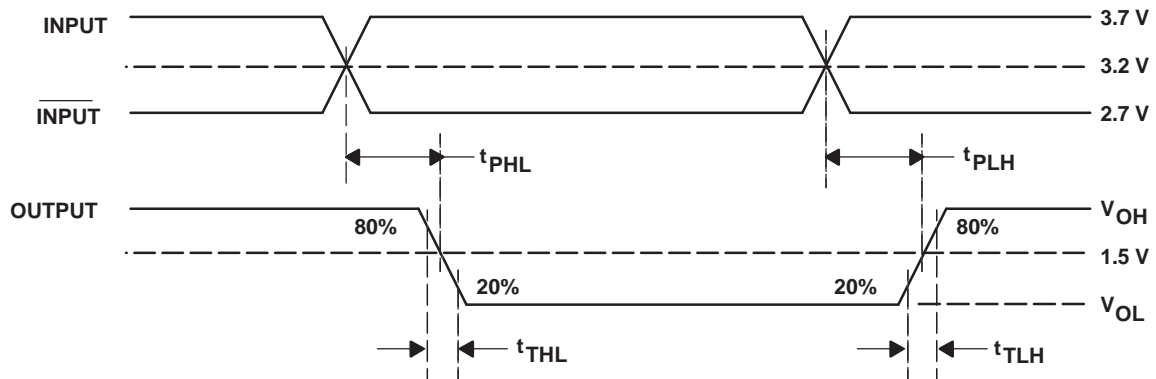 INPUT
3.7 V
3.2 V
INPUT
2.7 V
tPHL
tPLH
OUTPUT
VOH
80%
80%
1.5 V
20%
20%
VOL
tTHL
tTLH